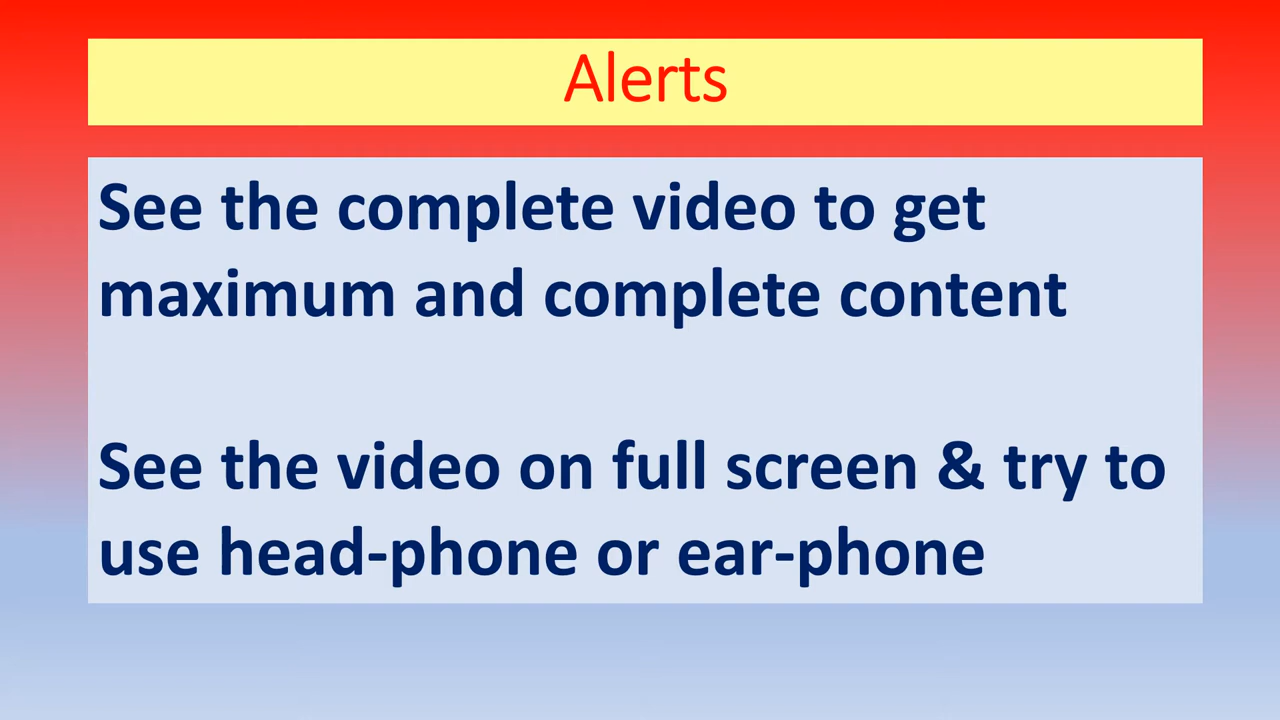 Alerts
See the complete video to get
maximum and complete content
See the video on full screen & try to
use head-phone or ear-phone